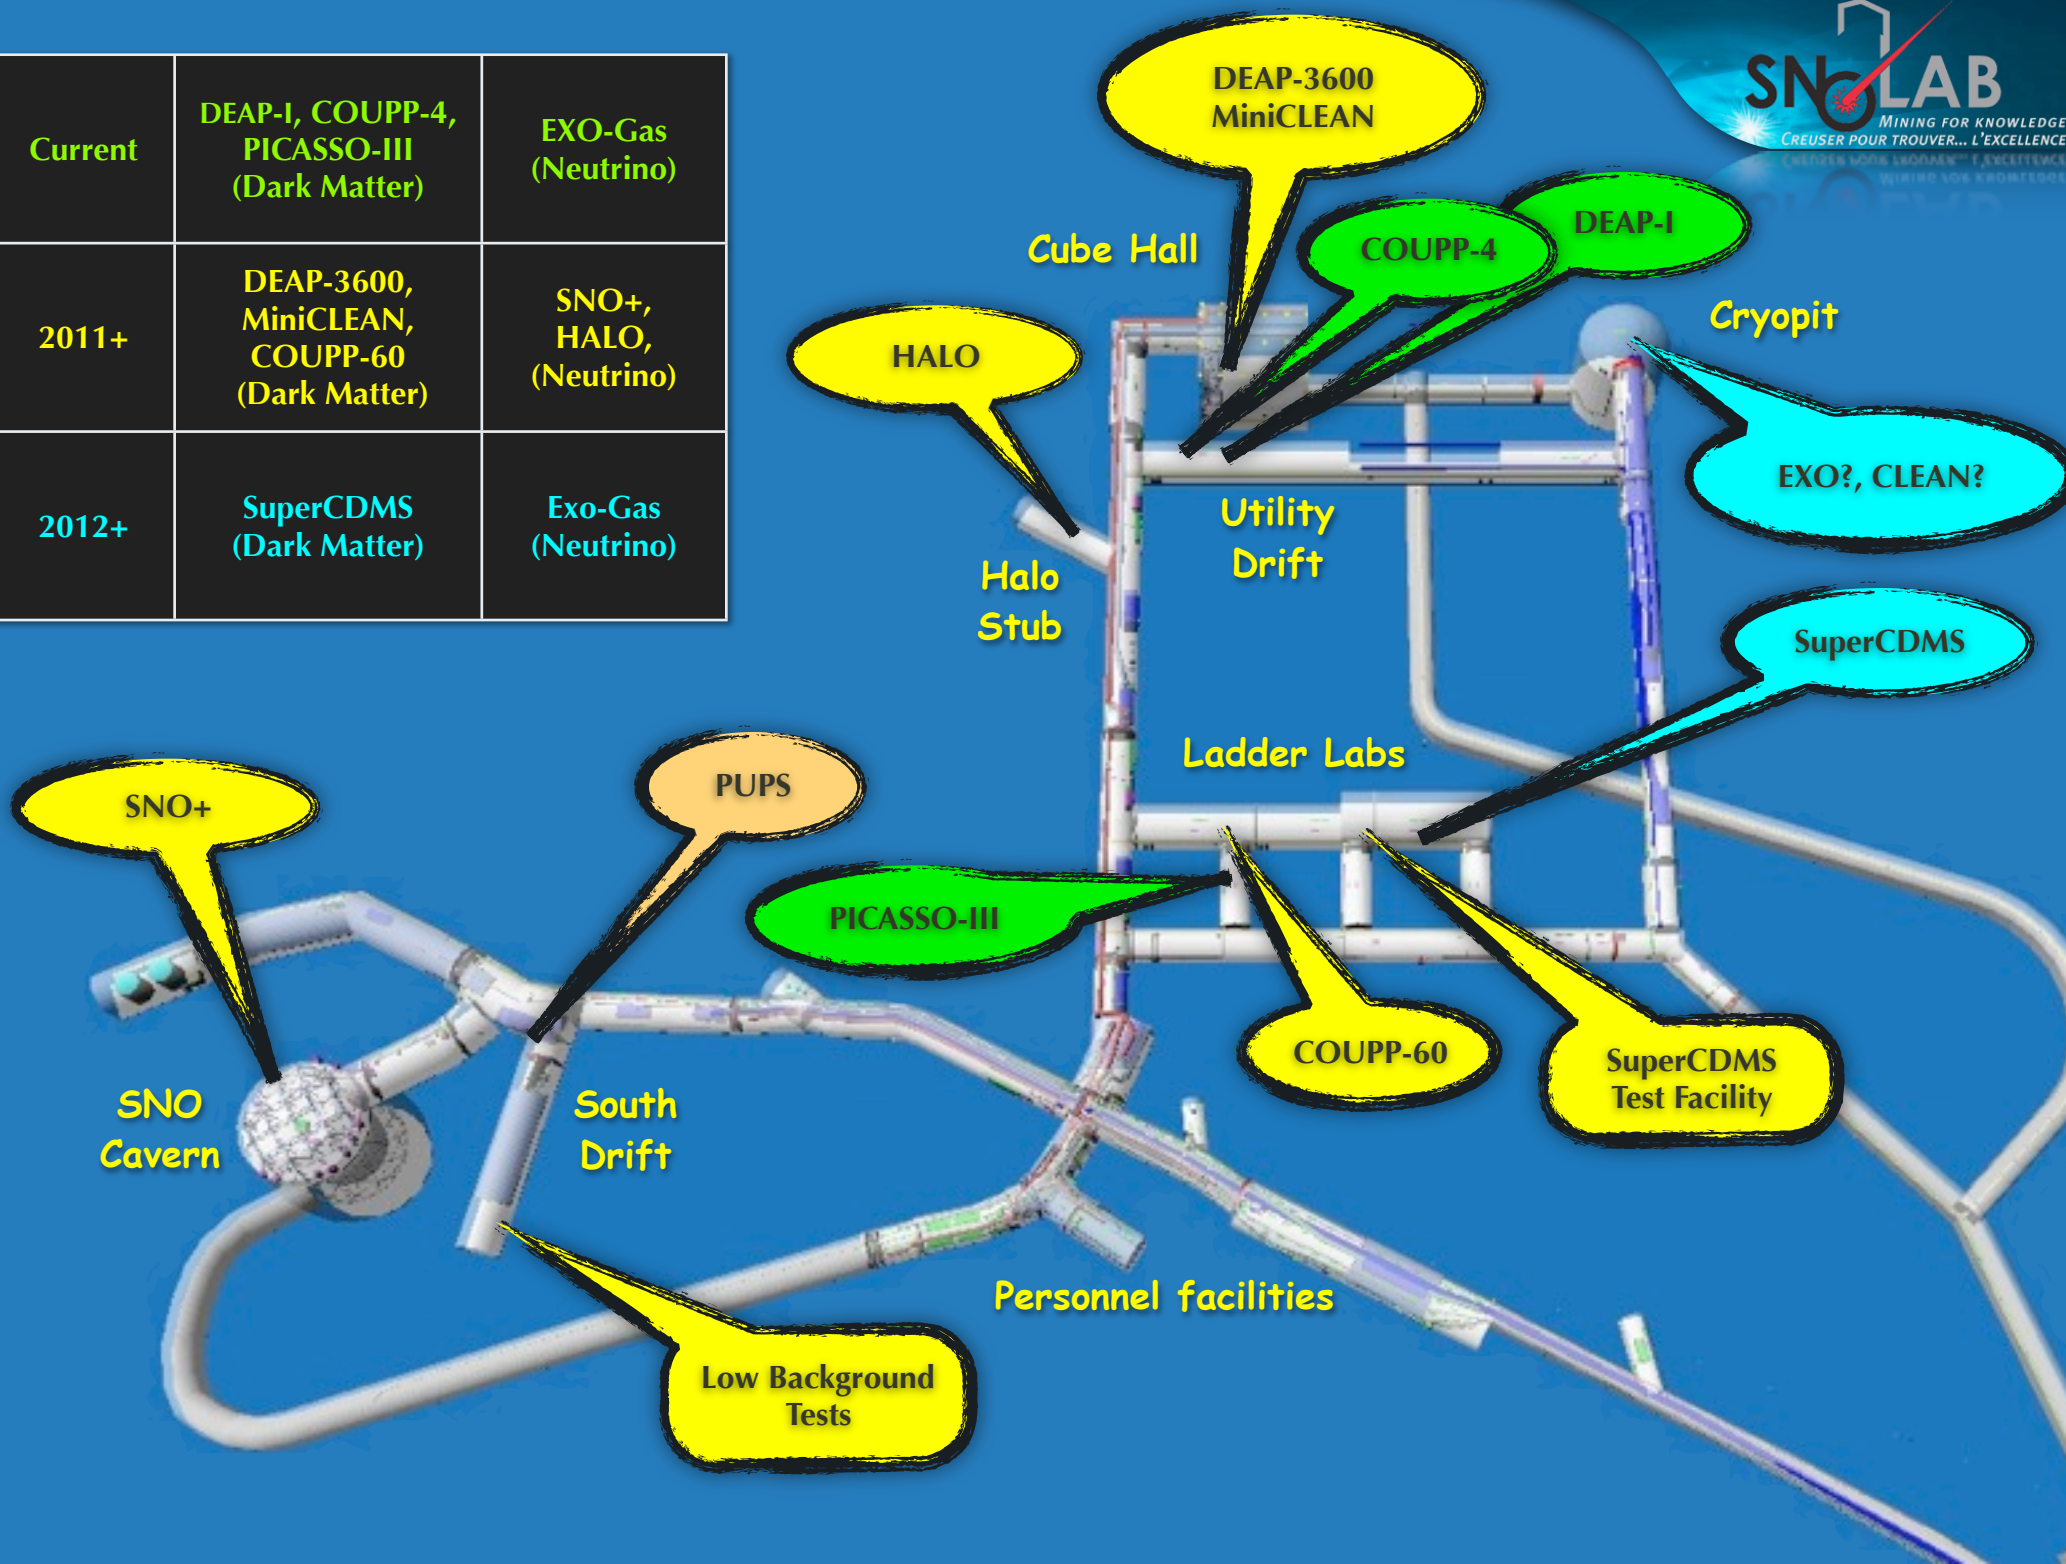 Current
DEAP-I, COUPP-4,
PICASSO-III
(Dark Matter)
EXO-Gas
(Neutrino)
2011+
DEAP-3600,
MiniCLEAN,
COUPP-60
(Dark Matter)
SNO+,
HALO,
(Neutrino)
2012+
SuperCDMS
(Dark Matter)
Exo-Gas
(Neutrino)
SNOLAB
MINING FOR KNOWLEDGE
CREUSER POUR TROUVER... L'EXCELLENCE
DEAP-3600
MiniCLEAN
DEAP-I
COUPP-4
Cube Hall
Cryopit
HALO
EXO?, CLEAN?
Utility
Drift
Halo
Stub
SuperCDMS
Ladder Labs
PUPS
SNO+
PICASSO-III
COUPP-60
SuperCDMS
Test Facility
SNO
Cavern
South
Drift
Personnel facilities
Low Background
Tests